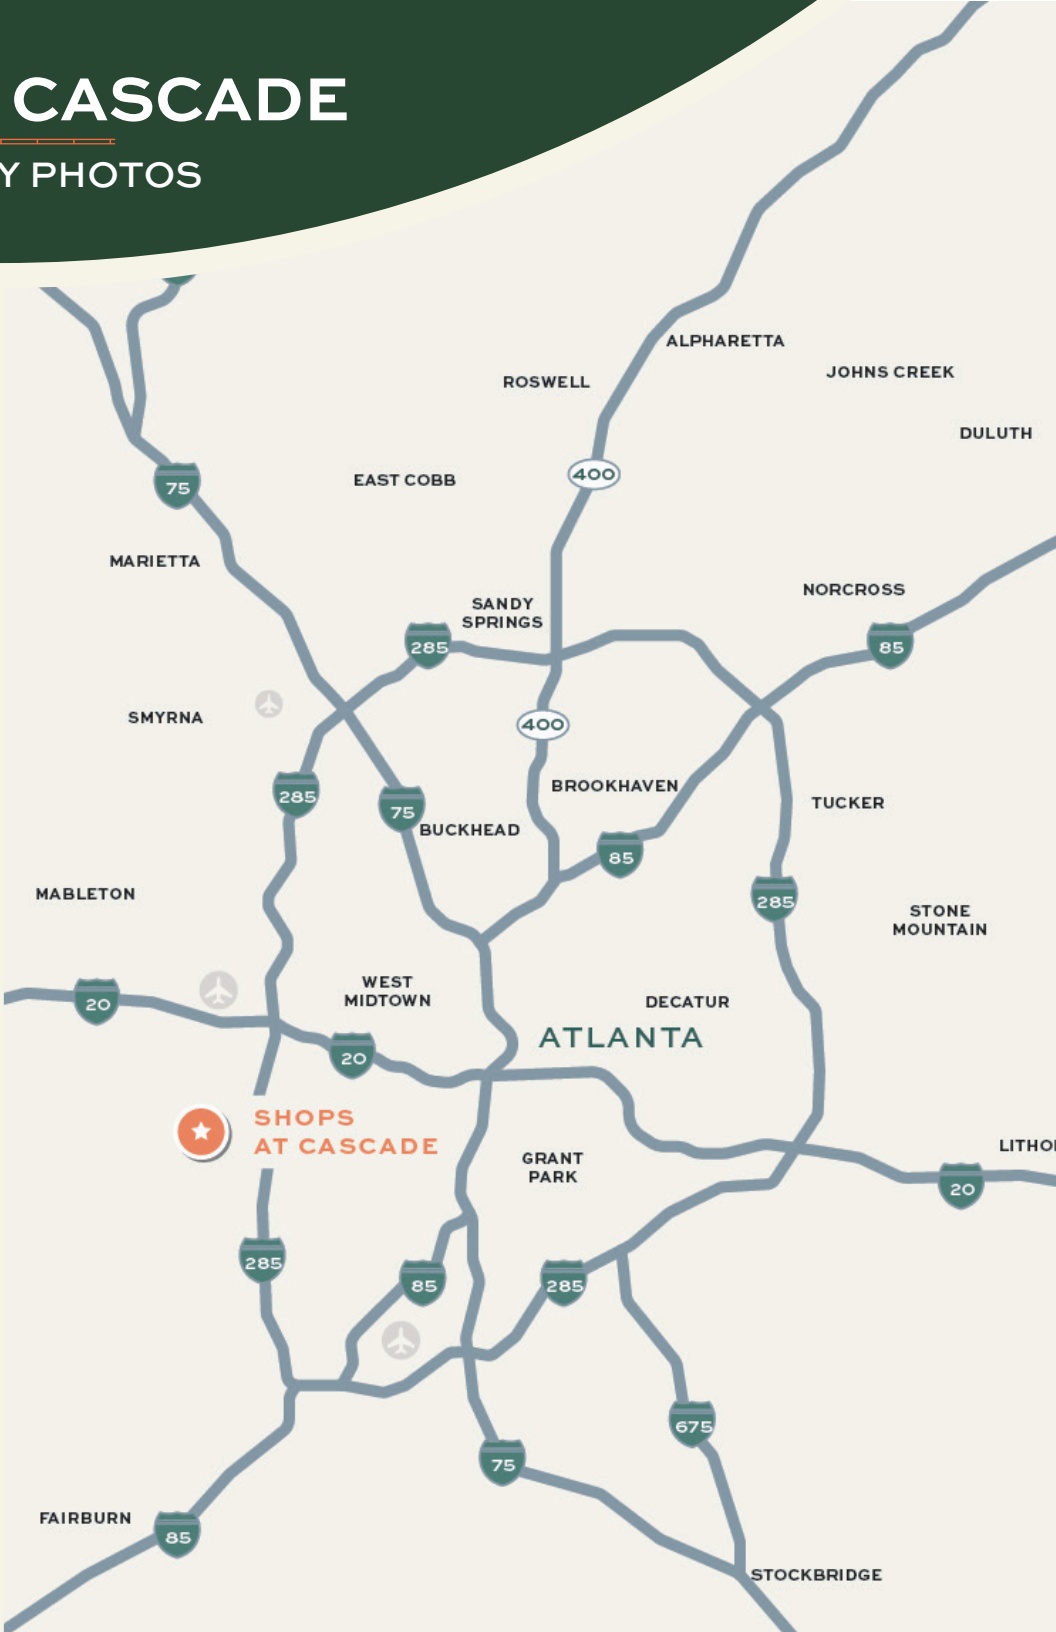 CASCADE
Y PHOTOS
ALPHARETTA
JOHNS CREEK
ROSWELL
DULUTH
400
EAST COBB
75
MARIETTA
NORCROSS
SANDY
SPRINGS
285
85
SMYRNA
400
BROOKHAVEN
285
75
TUCKER
BUCKHEAD
85
MABLETON
285
STONE
MOUNTAIN
WEST
MIDTOWN
20
DECATUR
ATLANTA
20
SHOPS
AT CASCADE
LITHO
GRANT
PARK
20
285
85
285
675
75
FAIRBURN
85
STOCKBRIDGE